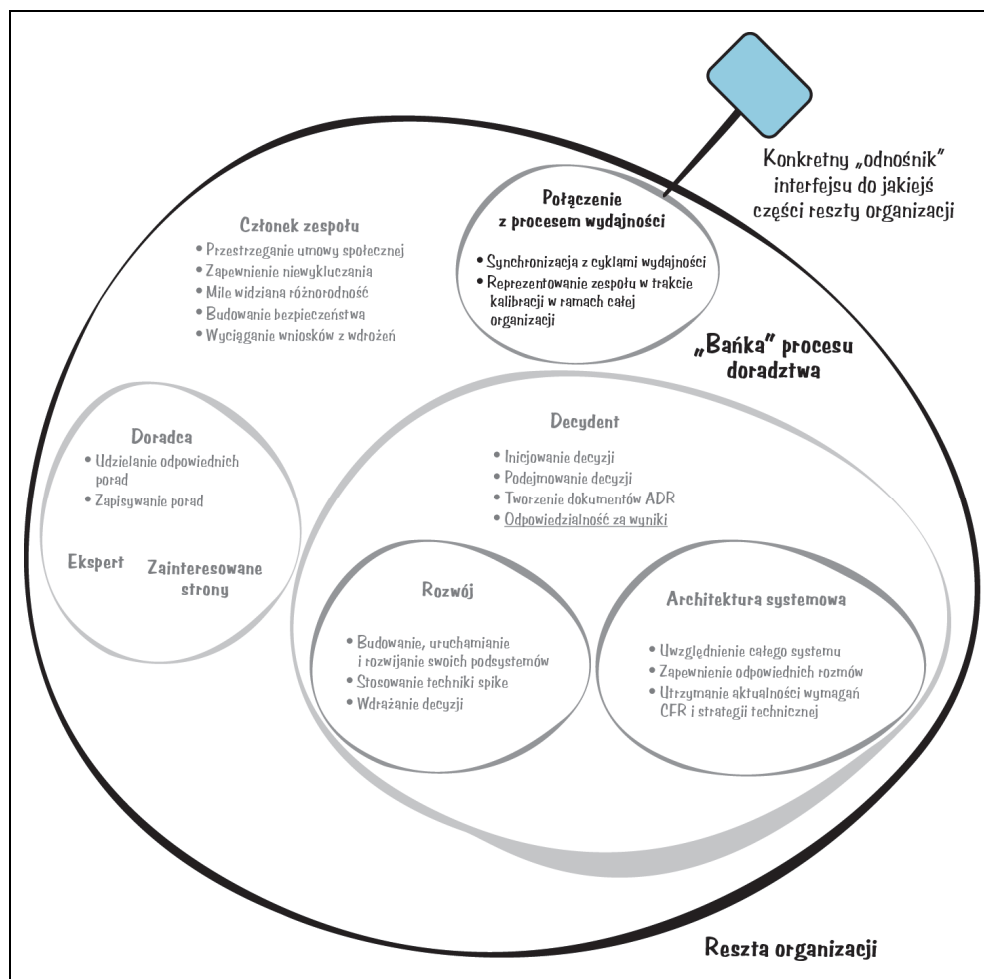 Konkretny „odnośnik”
interfejsu do jakiejś
części reszty organizacji
Połączenie
z procesem wydajności
• Synchronizacja z cyklami wydajności
• Reprezentowanie zespołu w trakcie
kalibracji w ramach całej
organizacji
Członek zespołu
• Przestrzeganie umowy społecznej
• Zapewnienie niewykluczania
• Mile widziana różnorodność
• Budowanie bezpieczeństwa
• Wyciąganie wniosków z wdrożeń
„Bańka” procesu
doradztwa
Doradca
• Udzielanie odpowiednich
porad
• Zapisywanie porad
Ekspert
Zainteresowane
strony
Decydent
• Inicjowanie decyzji
• Podejmowanie decyzji
• Tworzenie dokumentów ADR
• Odpowiedzialność za wyniki
Rozwój
• Budowanie, uruchamianie
i rozwijanie swoich podsystemów
• Stosowanie techniki spike
• Wdrażanie decyzji
Architektura systemowa
• Uwzględnienie całego systemu
• Zapewnienie odpowiednich rozmów
• Utrzymanie aktualności wymagań
CFR i strategii technicznej
Reszta organizacji